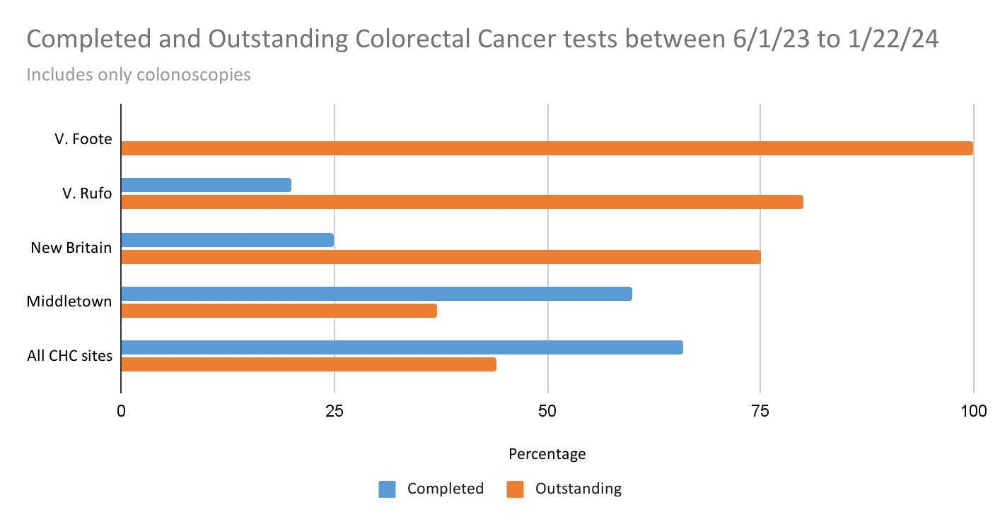 Completed and Outstanding Colorectal Cancer tests between 6/1/23 to 1/22/24
Includes only colonoscopies
V. Foote
V. Rufo
New Britain
Middletown
All CHC sites
0 25 50 75 100
Percentage
Completed Outstanding